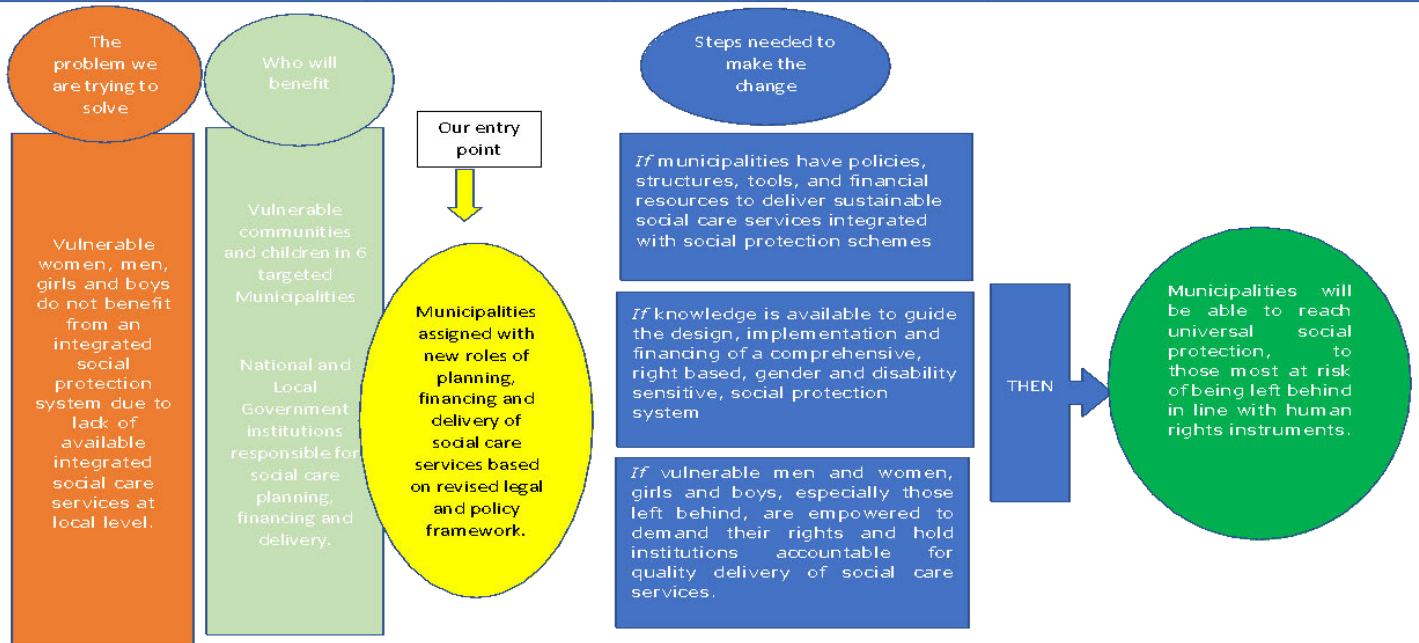 The
problem we
are trying to
solve
Vulnerable
women, men,
girls and boys
do not benefit
from an
integrated
social
protection
system due to
lack of
available
integrated
social care
services at
local level.
Who will
benefit
Vulnerable
communities
and children in 6
targeted
Municipalities
National and
Local
Government
institutions
responsible for
social care
planning,
financing and
delivery.
Our entry
point
Municipalities
assigned with
new roles of
planning,
financing and
delivery of
social care
services based
on revised legal
and policy
framework.
Steps needed to
make the
change
If municipalities have policies,
structures, tools, and financial
resources to deliver sustainable
social care services integrated
with social protection schemes
If knowledge is available to guide
the design, implementation and
financing of a comprehensive,
right based, gender and disability
sensitive, social protection
system
If vulnerable men and women,
girls and boys, especially those
left behind, are empowered to
demand their rights and hold
institutions accountable for
quality delivery of social care
services.
THEN
Municipalities will
be able to reach
universal social
protection, to
those most at risk
of being left behind
in line with human
rights instruments.